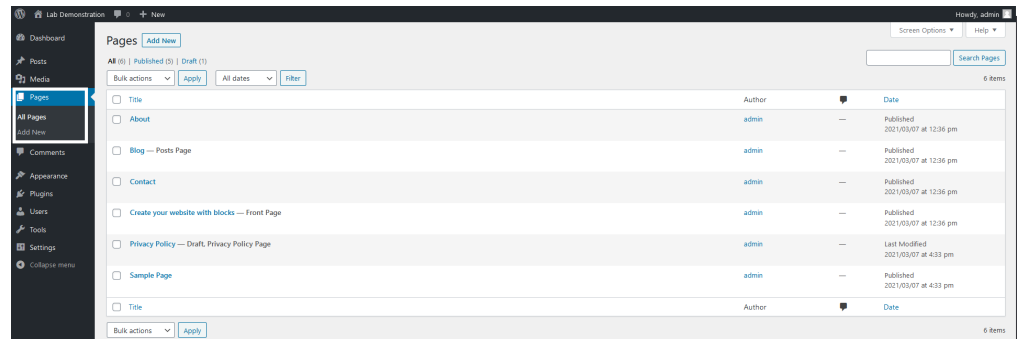 Lab Demonstration 0 + New Howdy, admin
Dashboard
Posts
Media
Pages
All Pages
Add New
Comments
Appearance
Plugins
Users
Tools
Settings
Collapse menu
Screen Options ▼ Help ▼
Pages Add New
All (6) | Published (5) | Draft (1)
Search Pages
Bulk actions Apply All dates Filter 6 items
Title Author Date
About admin — Published
2021/03/07 at 12:36 pm
Blog — Posts Page admin — Published
2021/03/07 at 12:36 pm
Contact admin — Published
2021/03/07 at 12:36 pm
Create your website with blocks — Front Page admin — Published
2021/03/07 at 12:36 pm
Privacy Policy — Draft, Privacy Policy Page admin — Last Modified
2021/03/07 at 4:33 pm
Sample Page admin — Published
2021/03/07 at 4:33 pm
Title Author Date
Bulk actions Apply 6 items